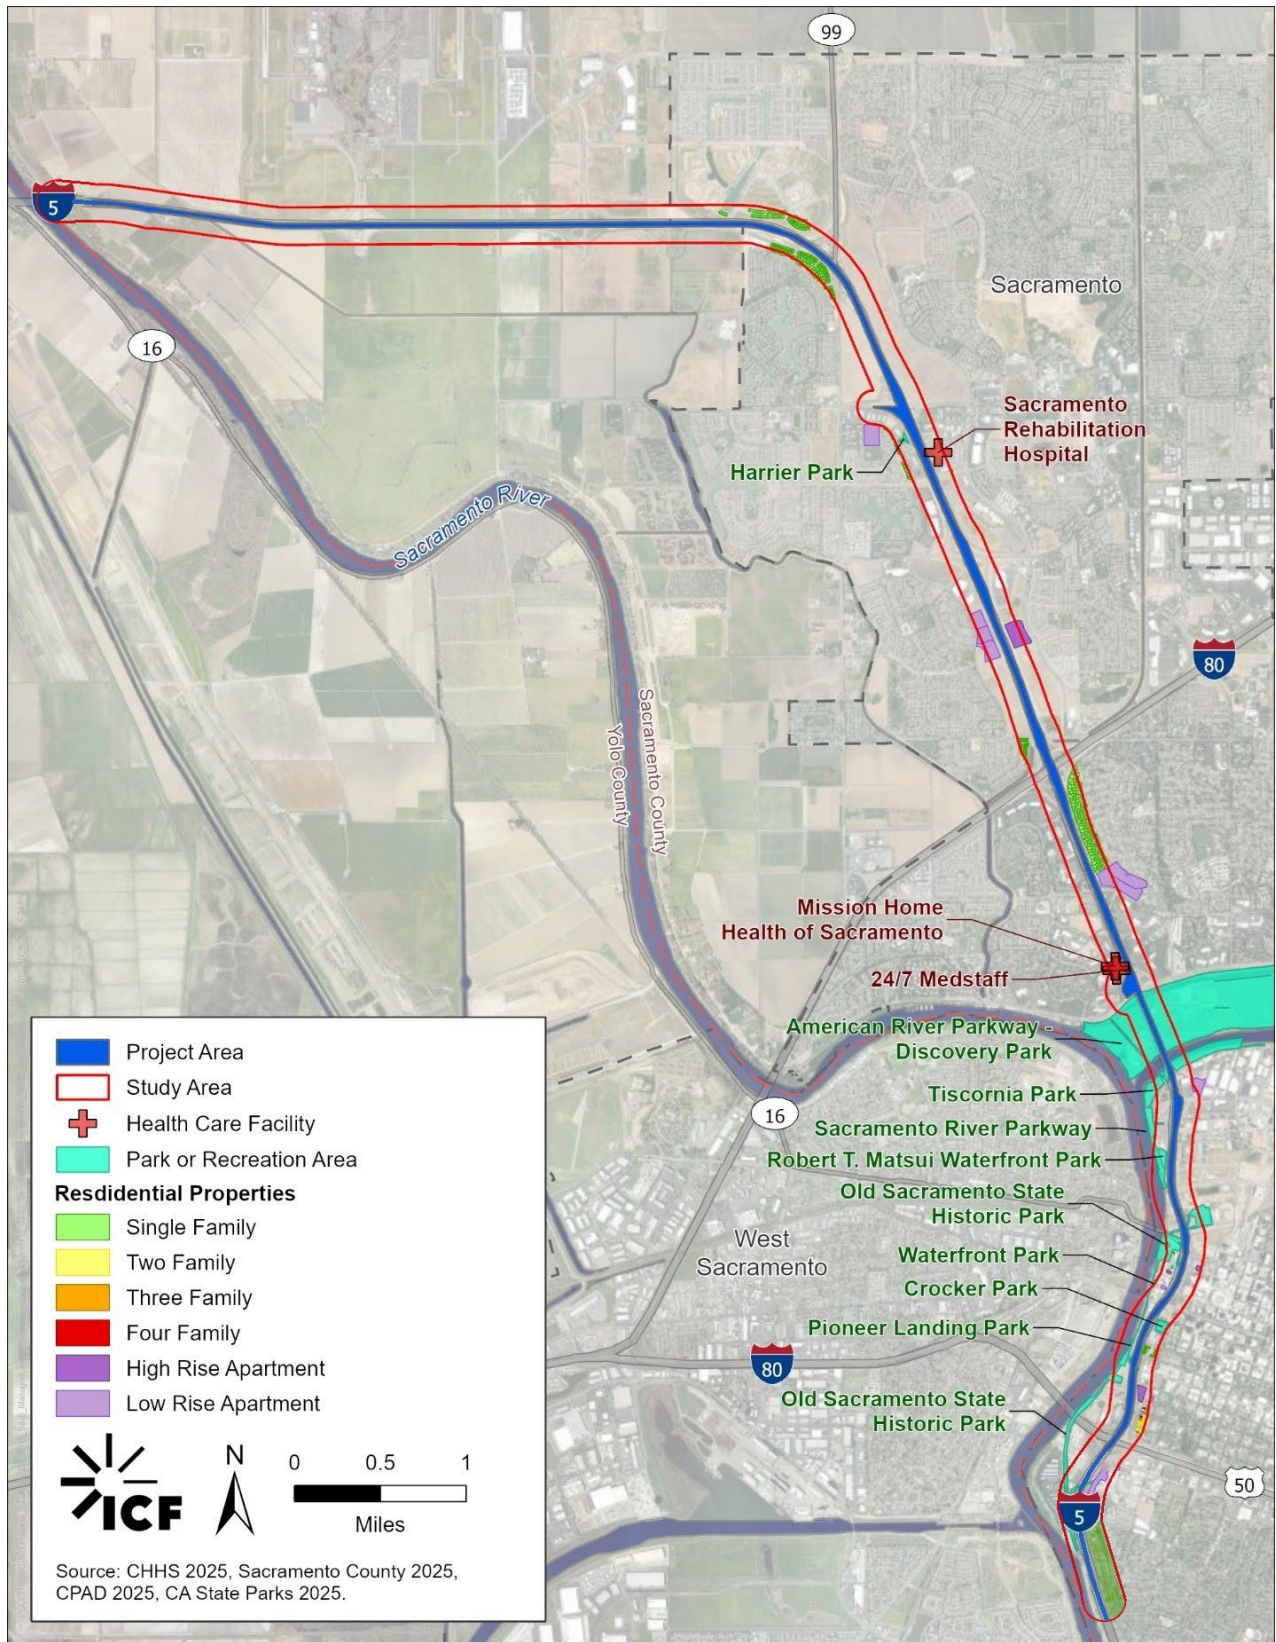 99
5
Sacramento
16
Sacramento
Rehabilitation
Hospital
Harrier Park
Sacramento River
80
Sacramento County
Yolo County
Mission Home
Health of Sacramento
24/7 Medstaff
American River Parkway -
Discovery Park
Tiscornia Park
16
Sacramento River Parkway
Robert T. Matsui Waterfront Park
Old Sacramento State
Historic Park
West
Sacramento
Waterfront Park
Crocker Park
Pioneer Landing Park
80
Old Sacramento State
Historic Park
50
5
Project Area
Study Area
Health Care Facility
Park or Recreation Area
Resdidential Properties
Single Family
Two Family
Three Family
Four Family
High Rise Apartment
Low Rise Apartment
ICF
N
0 0.5 1
Miles
Source: CHHS 2025, Sacramento County 2025,
CPAD 2025, CA State Parks 2025.